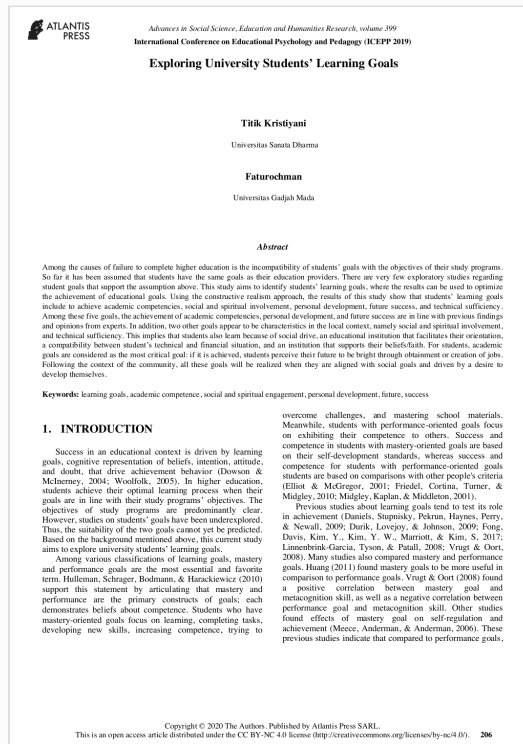 ATLANTIS
PRESS
Advances in Social Science, Education and Humanities Research, volume 399
International Conference on Educational Psychology and Pedagogy (ICEPP 2019)
Exploring University Students' Learning Goals
Titik Kristiyani
Universitas Sanata Dharma
Faturochman
Universitas Gadjah Mada
Abstract
Among the causes of failure to complete higher education is the incompatibility of students' goals with the objectives of their study programs.
So far it has been assumed that students have the same goals as their education providers. There are very few exploratory studies regarding
student goals that support the assumption above. This study aims to identify students' learning goals, where the results can be used to optimize
the achievement of educational goals. Using the constructive realism approach, the results of this study show that students' learning goals
include to achieve academic competencies, social and spiritual involvement, personal development, future success, and technical sufficiency.
Among these five goals, the achievement of academic competencies, personal development, and future success are in line with previous findings
and opinions from experts. In addition, two other goals appear to be characteristics in the local context, namely social and spiritual involvement,
and technical sufficiency. This implies that students also learn because of social drive, an educational institution that facilitates their orientation,
a compatibility between student's technical and financial situation, and an institution that supports their beliefs/faith. For students, academic
goals are considered as the most critical goal: if it is achieved, students perceive their future to be bright through obtainment or creation of jobs.
Following the context of the community, all these goals will be realized when they are aligned with social goals and driven by a desire to
develop themselves.
Keywords: learning goals, academic competence, social and spiritual engagement, personal development, future, success
1. INTRODUCTION
Success in an educational context is driven by learning
goals, cognitive representation of beliefs, intention, attitude,
and doubt, that drive achievement behavior (Dowson &
McInerney, 2004; Woolfolk, 2005). In higher education,
students achieve their optimal learning process when their
goals are in line with their study programs' objectives. The
objectives of study programs are predominantly clear.
However, studies on students' goals have been underexplored.
Thus, the suitability of the two goals cannot yet be predicted.
Based on the background mentioned above, this current study
aims to explore university students' learning goals.
Among various classifications of learning goals, mastery
and performance goals are the most essential and favorite
term. Hulleman, Schrager, Bodmann, & Harackiewicz (2010)
support this statement by articulating that mastery and
performance are the primary constructs of goals; each
demonstrates beliefs about competence. Students who have
mastery-oriented goals focus on learning, completing tasks,
developing new skills, increasing competence, trying to
overcome challenges, and mastering school materials.
Meanwhile, students with performance-oriented goals focus
on exhibiting their competence to others. Success and
competence in students with mastery-oriented goals are based
on their self-development standards, whereas success and
competence for students with performance-oriented goals
students are based on comparisons with other people's criteria
(Elliot & McGregor, 2001; Friedel, Cortina, Turner, &
Midgley, 2010; Midgley, Kaplan, & Middleton, 2001).
Previous studies about learning goals tend to test its role
in achievement (Daniels, Stupnisky, Pekrun, Haynes, Perry,
& Newall, 2009; Durik, Lovejoy, & Johnson, 2009; Fong,
Davis, Kim, Y., Kim, Y. W., Marriott, & Kim, S, 2017;
Linnenbrink-Garcia, Tyson, & Patall, 2008; Vrugt & Oort,
2008). Many studies also compared mastery and performance
goals. Huang (2011) found mastery goals to be more useful in
comparison to performance goals. Vrugt & Oort (2008) found
a positive correlation between mastery goal and
metacognition skill, as well as a negative correlation between
performance goal and metacognition skill. Other studies
found effects of mastery goal on self-regulation and
achievement (Meece, Anderman, & Anderman, 2006). These
previous studies indicate that compared to performance goals,
Copyright © 2020 The Authors. Published by Atlantis Press SARL.
This is an open access article distributed under the CC BY-NC 4.0 license (http://creativecommons.org/licenses/by-nc/4.0/). 206